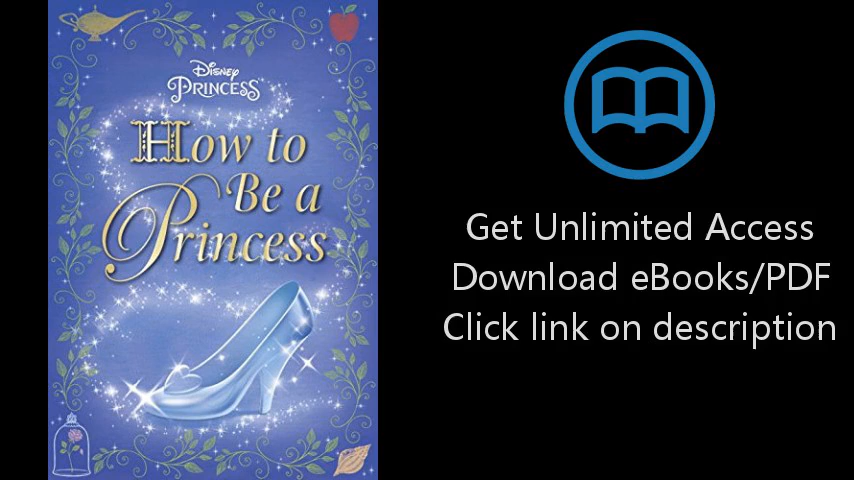 Disney
PRINCESS
How to
Be a
Princess
Get Unlimited Access
Download eBooks/PDF
Click link on description